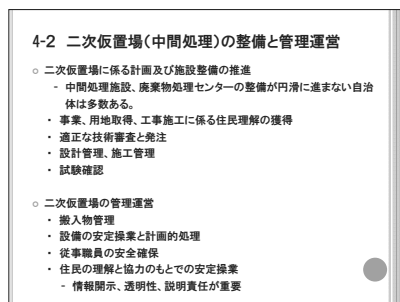 4-2 二次仮置場(中間処理)の整備と管理運営
○ 二次仮置場に係る計画及び施設整備の推進
- 中間処理施設、廃棄物処理センターの整備が円滑に進まない自治
体は多数ある。
・ 事業、用地取得、工事施工に係る住民理解の獲得
・ 適正な技術審査と発注
・ 設計管理、施工管理
・ 試験確認
○ 二次仮置場の管理運営
・ 搬入物管理
・ 設備の安定操業と計画的処理
・ 従事職員の安全確保
・ 住民の理解と協力のもとでの安定操業
- 情報開示、透明性、説明責任が重要